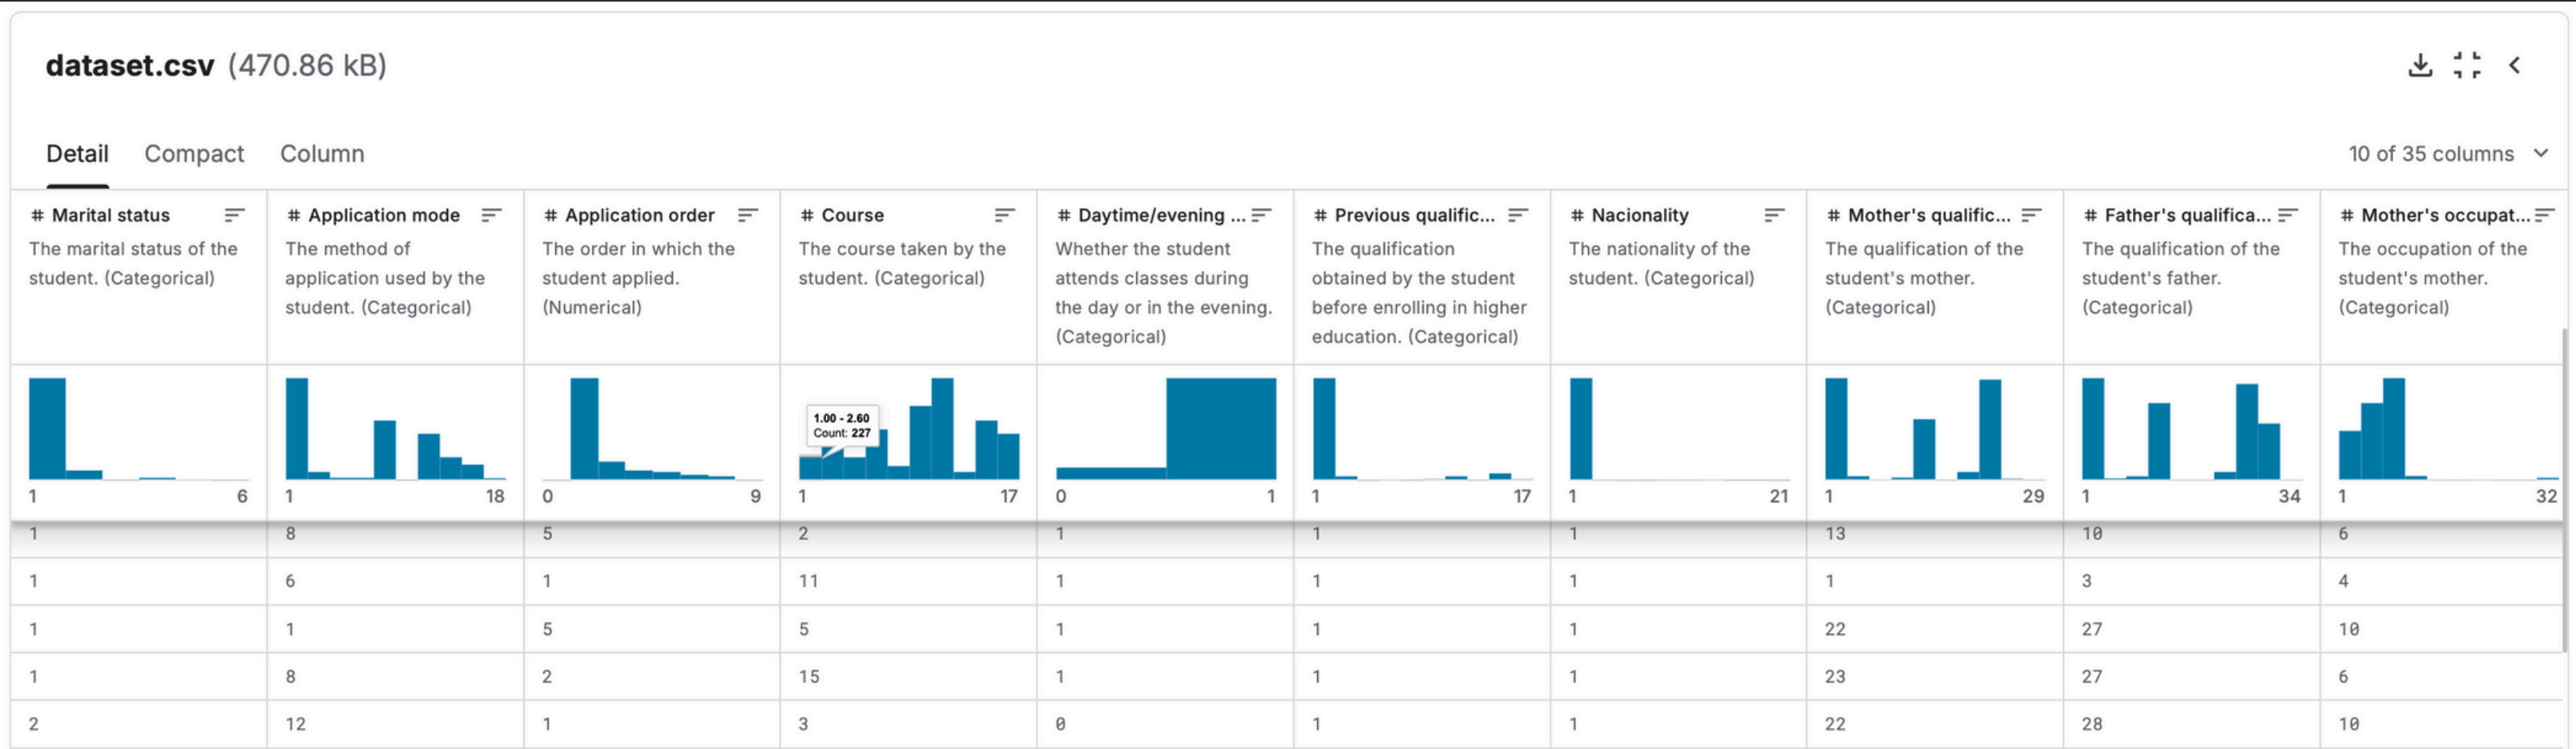 dataset.csv (470.86 kB)
Detail Compact Column
10 of 35 columns
# Marital status
The marital status of the
student. (Categorical)
1 6
# Application mode
The method of
application used by the
student. (Categorical)
1 18
# Application order
The order in which the
student applied.
(Numerical)
0 9
# Course
The course taken by the
student. (Categorical)
1.00 - 2.60
Count: 227
1 17
# Daytime/evening ...
Whether the student
attends classes during
the day or in the evening.
(Categorical)
0 1
# Previous qualific...
The qualification
obtained by the student
before enrolling in higher
education. (Categorical)
1 17
# Nacionality
The nationality of the
student. (Categorical)
1 21
# Mother's qualific...
The qualification of the
student's mother.
(Categorical)
1 29
# Father's qualifica...
The qualification of the
student's father.
(Categorical)
1 34
# Mother's occupat...
The occupation of the
student's mother.
(Categorical)
1 32
1 8 5 2 1 1 1 13 10 6
1 6 1 11 1 1 1 1 3 4
1 1 5 5 1 1 1 22 27 10
1 8 2 15 1 1 1 23 27 6
2 12 1 3 0 1 1 22 28 10